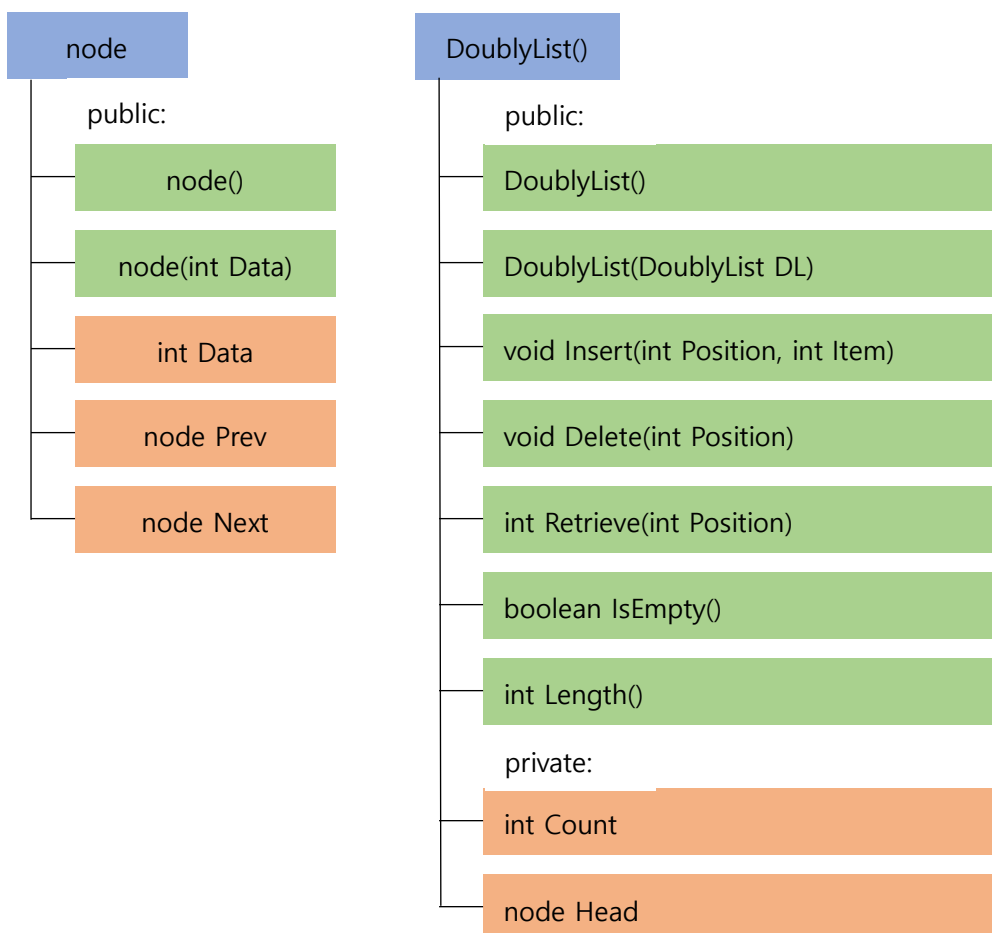 node
public:
node()
node(int Data)
int Data
node Prev
node Next
DoublyList()
public:
DoublyList()
DoublyList(DoublyList DL)
void Insert(int Position, int Item)
void Delete(int Position)
int Retrieve(int Position)
boolean IsEmpty()
int Length()
private:
int Count
node Head